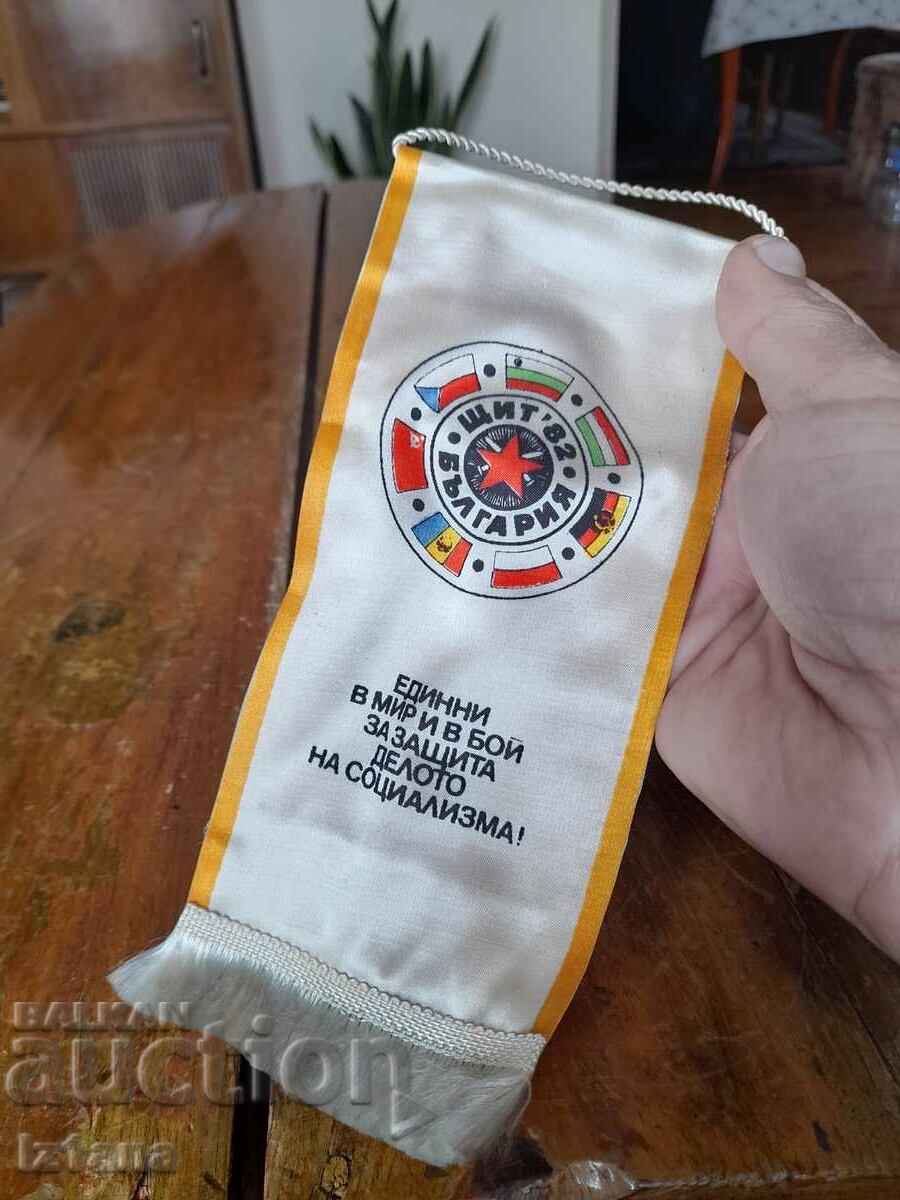 ЩИТ '82
БЪЛГАРИЯ
ЕДИННИ
В МИР И В БОЙ
ЗА ЗАЩИТА
ДЕЛОТО
НА СОЦИАЛИЗМА!
BALKAN
auction
Iztana